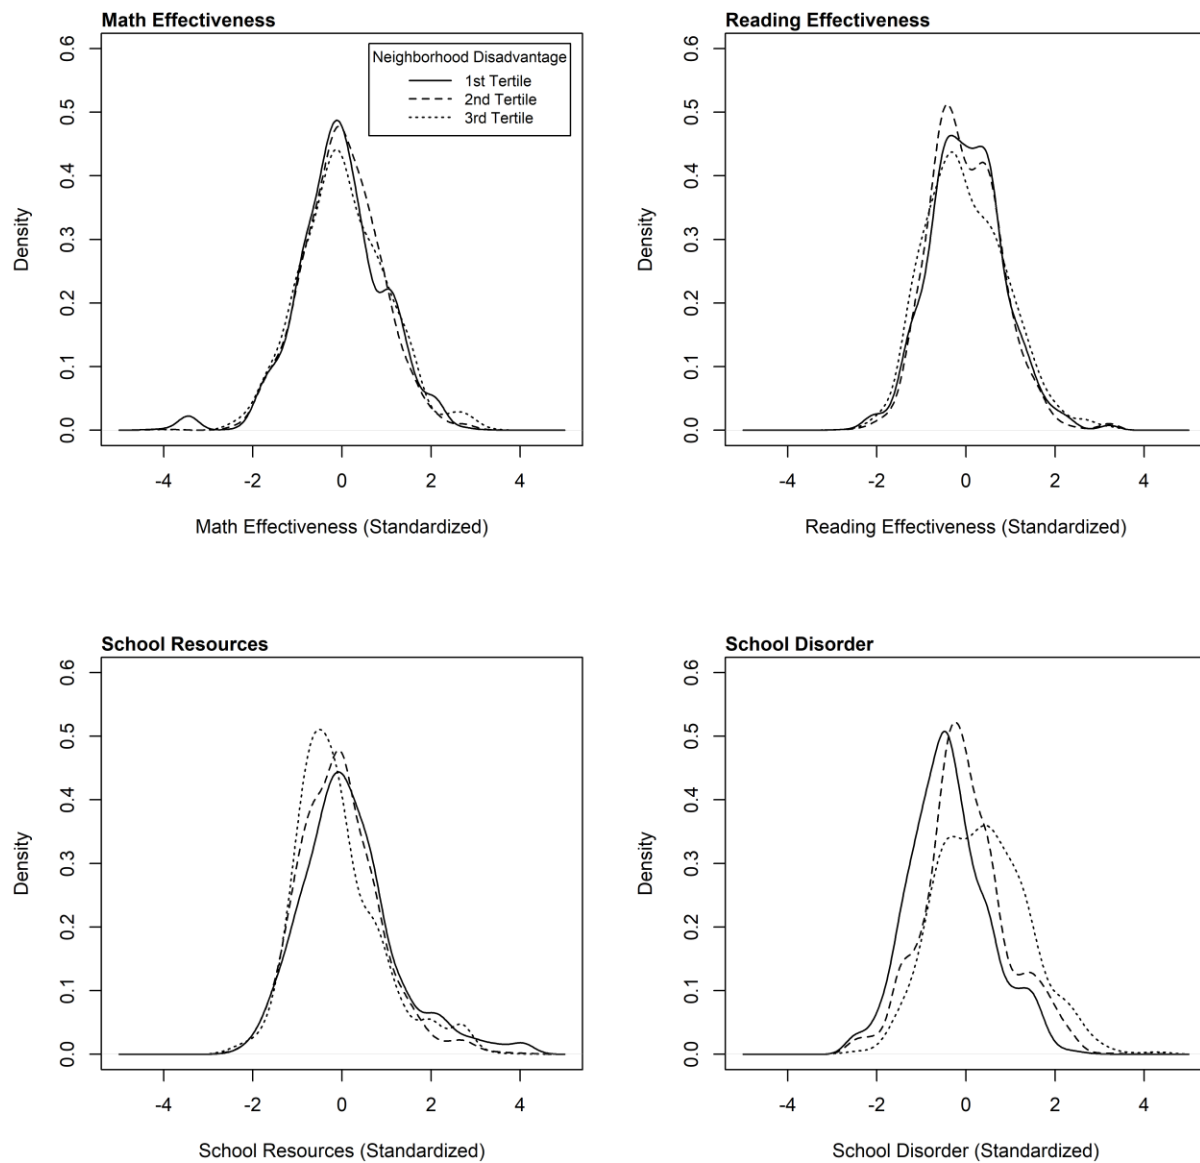 Math Effectiveness
Neighborhood Disadvantage
1st Tertile
2nd Tertile
3rd Tertile
Density
0.0 0.1 0.2 0.3 0.4 0.5 0.6
-4 -2 0 2 4
Math Effectiveness (Standardized)
Reading Effectiveness
Density
0.0 0.1 0.2 0.3 0.4 0.5 0.6
-4 -2 0 2 4
Reading Effectiveness (Standardized)
School Resources
Density
0.0 0.1 0.2 0.3 0.4 0.5 0.6
-4 -2 0 2 4
School Resources (Standardized)
School Disorder
Density
0.0 0.1 0.2 0.3 0.4 0.5 0.6
-4 -2 0 2 4
School Disorder (Standardized)